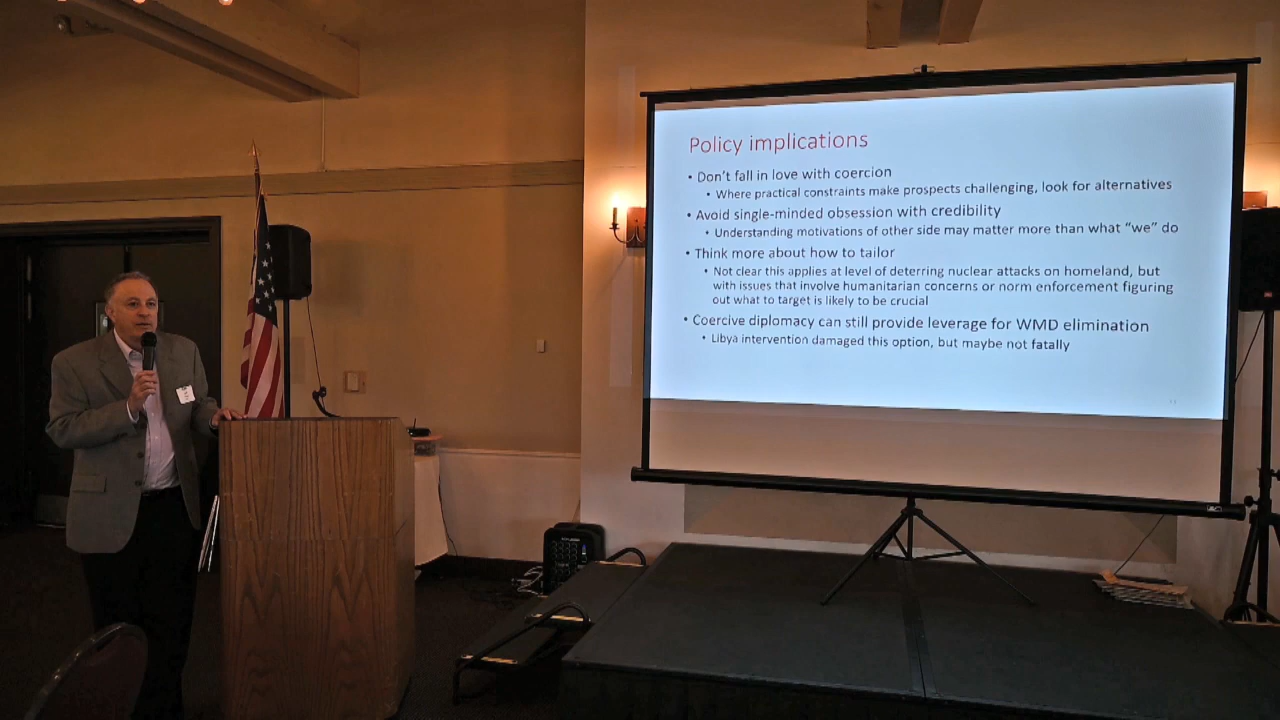 Policy implications
• Don't fall in love with coercion
• Where practical constraints make prospects challenging, look for alternatives
• Avoid single-minded obsession with credibility
• Understanding motivations of other side may matter more than what "we" do
• Think more about how to tailor
• Not clear this applies at level of deterring nuclear attacks on homeland, but
with issues that involve humanitarian concerns or norm enforcement figuring
out what to target is likely to be crucial
• Coercive diplomacy can still provide leverage for WMD elimination
• Libya intervention damaged this option, but maybe not fatally